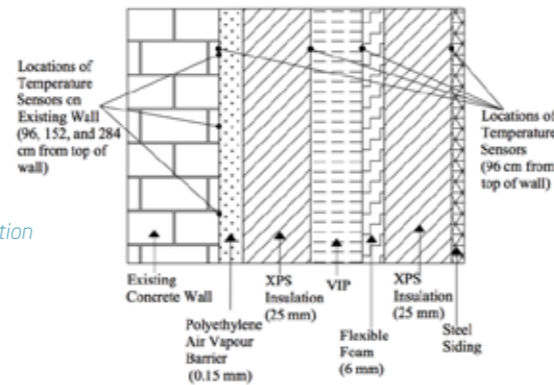 Locations of
Temperature
Sensors on
Existing Wall
(96, 152, and 284
cm from top of
wall)
Locations of
Temperature
Sensors
(96 cm from
top of wall)
Existing
Concrete Wall
Polyethylene
Air Vapour
Barrier
(0.15 mm)
XPS
Insulation
(25 mm)
VIP
Flexible
Foam
(6 mm)
XPS
Insulation
(25 mm)
Steel
Siding